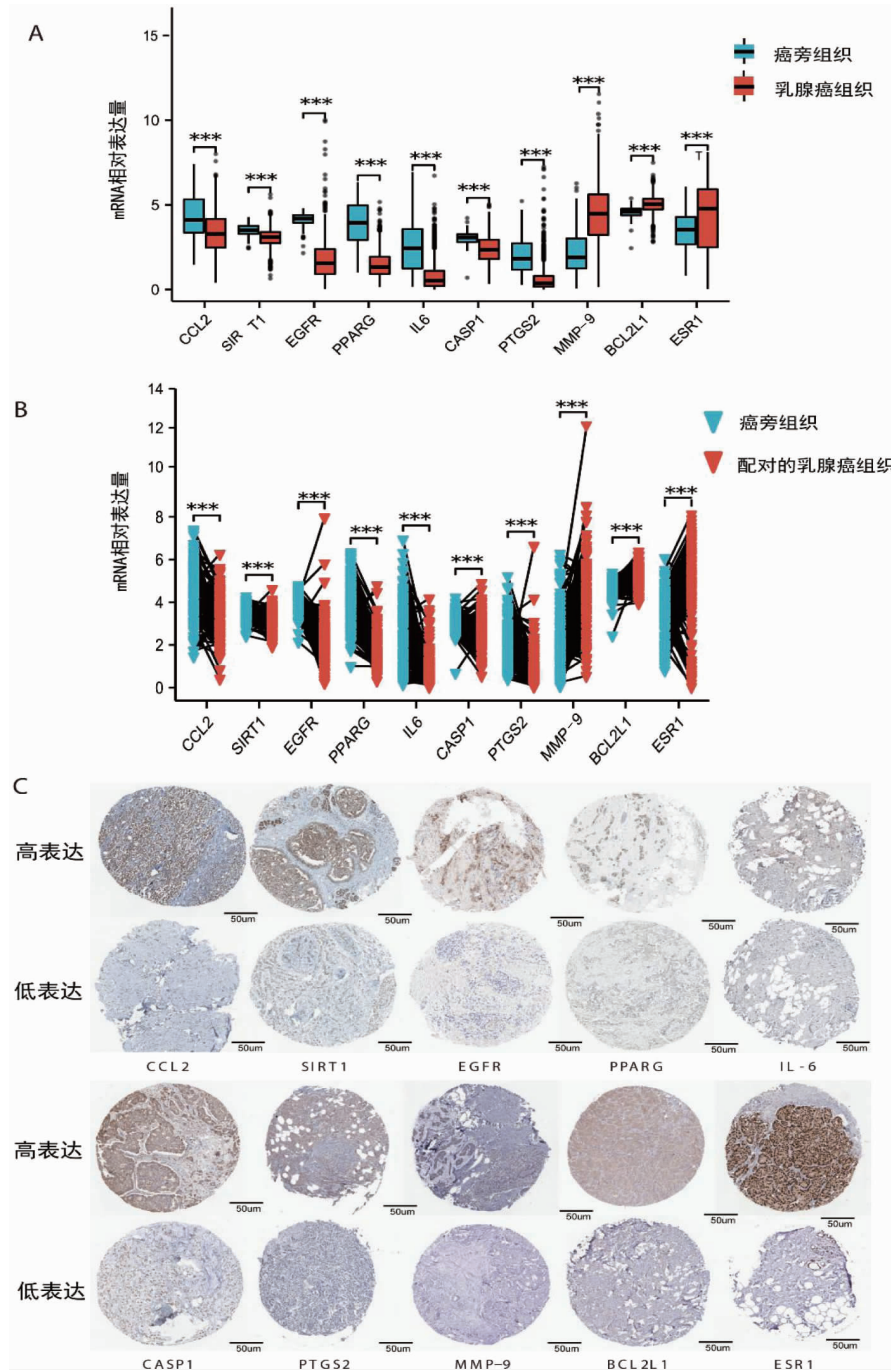 A
mRNA相对表达量
15
10
5
0
癌旁组织
乳腺癌组织
***
***
***
***
***
***
***
***
***
***
T
CCL2
SIR T1
EGFR
PPARG
IL6
CASP1
PTGS2
MMP-9
BCL2L1
ESR1
B
mRNA相对表达量
14
12
10
8
6
4
2
0
癌旁组织
配对的乳腺癌组织
***
***
***
***
***
***
***
***
***
***
CCL2
SIRT1
EGFR
PPARG
IL6
CASP1
PTGS2
MMP-9
BCL2L1
ESR1
C
高表达
50um
50um
50um
50um
50um
低表达
50um
50um
50um
50um
50um
CCL2
SIRT1
EGFR
PPARG
IL-6
高表达
50um
50um
50um
50um
50um
低表达
50um
50um
50um
50um
50um
CASP1
PTGS2
MMP-9
BCL2L1
ESR1